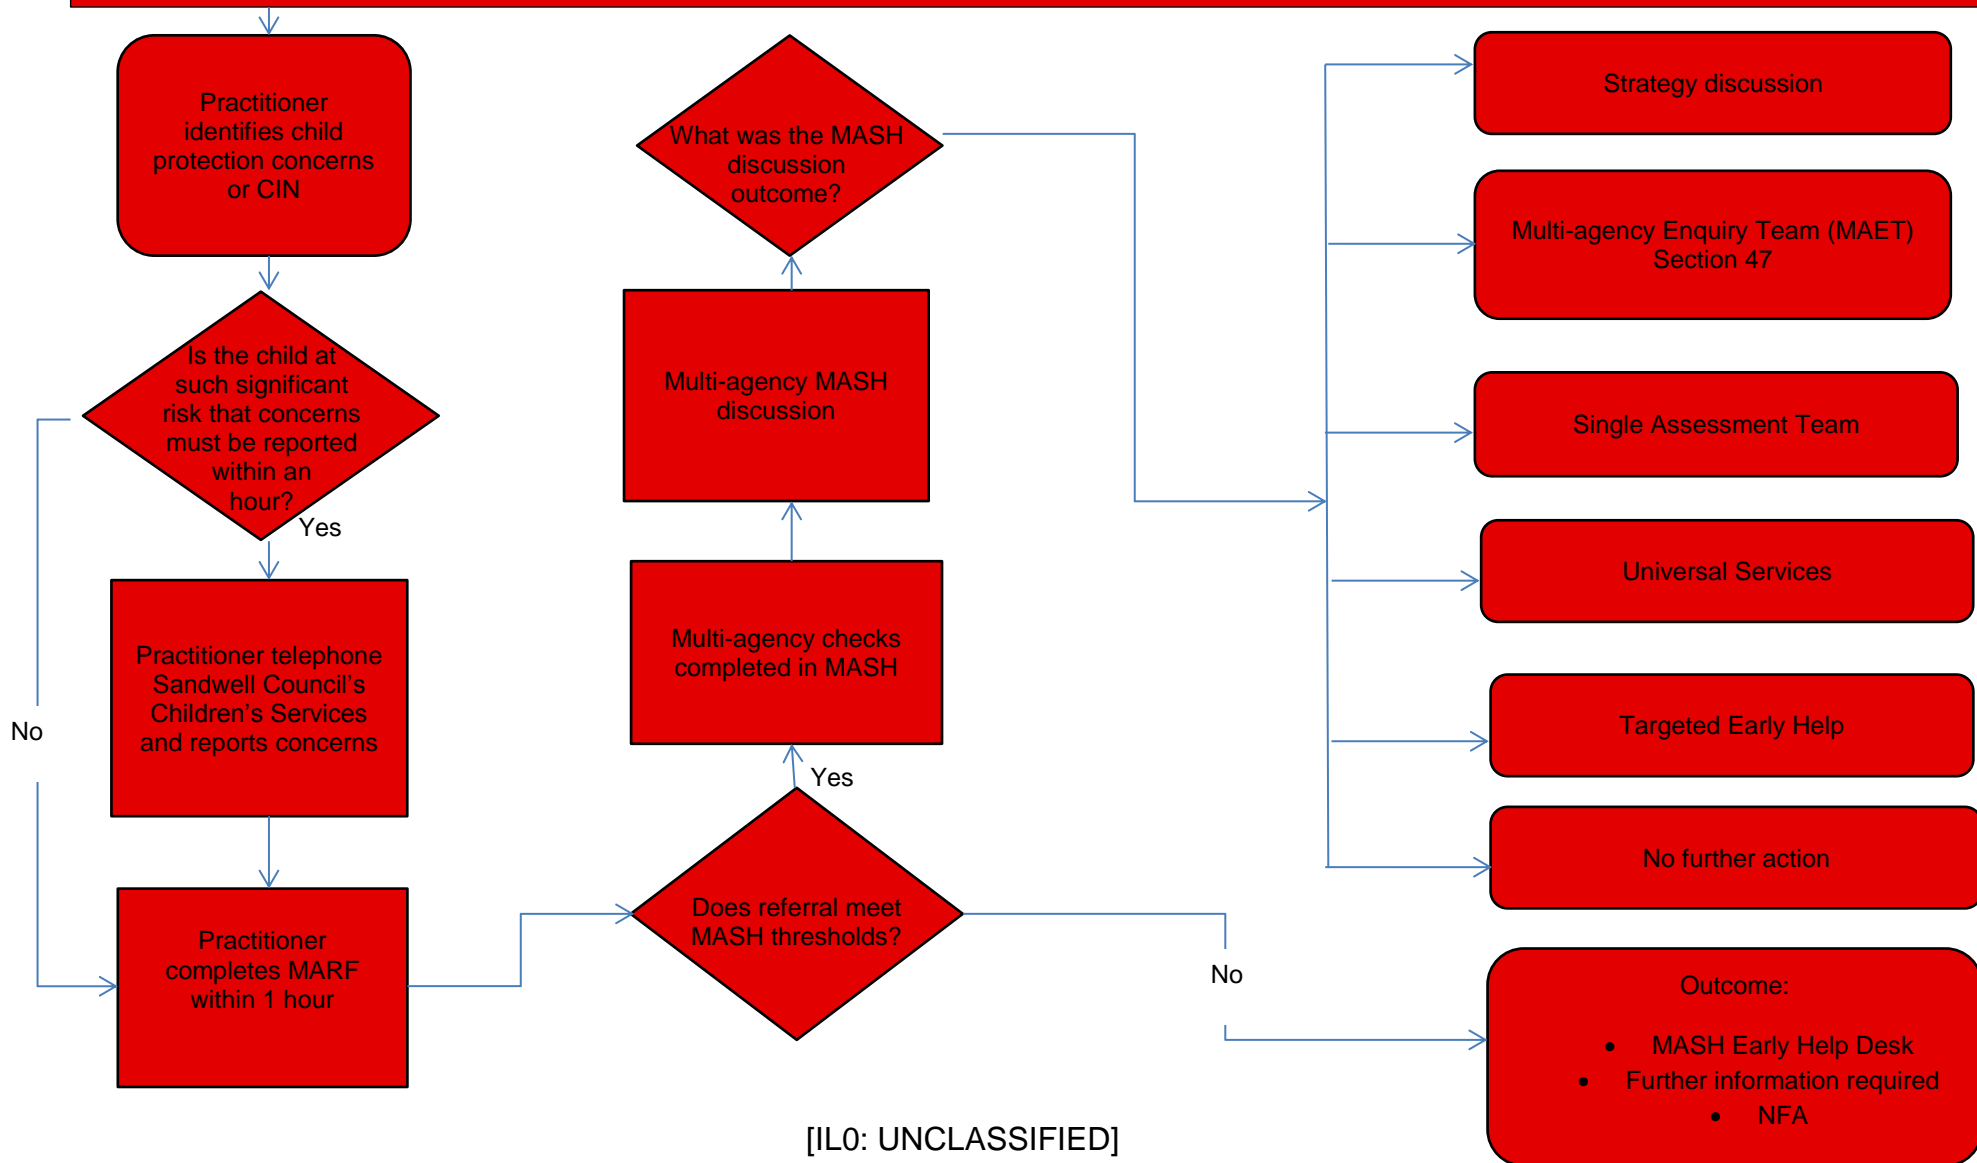 Practitioner
identifies child
protection concerns
or CIN
Is the child at
such significant
risk that concerns
must be reported
within an
hour?
Yes
No
Practitioner telephone
Sandwell Council’s
Children’s Services
and reports concerns
Practitioner
completes MARF
within 1 hour
What was the MASH
discussion
outcome?
Multi-agency MASH
discussion
Multi-agency checks
completed in MASH
Yes
Does referral meet
MASH thresholds?
No
Strategy discussion
Multi-agency Enquiry Team (MAET)
Section 47
Single Assessment Team
Universal Services
Targeted Early Help
No further action
Outcome:
• MASH Early Help Desk
• Further information required
• NFA
[IL0: UNCLASSIFIED]